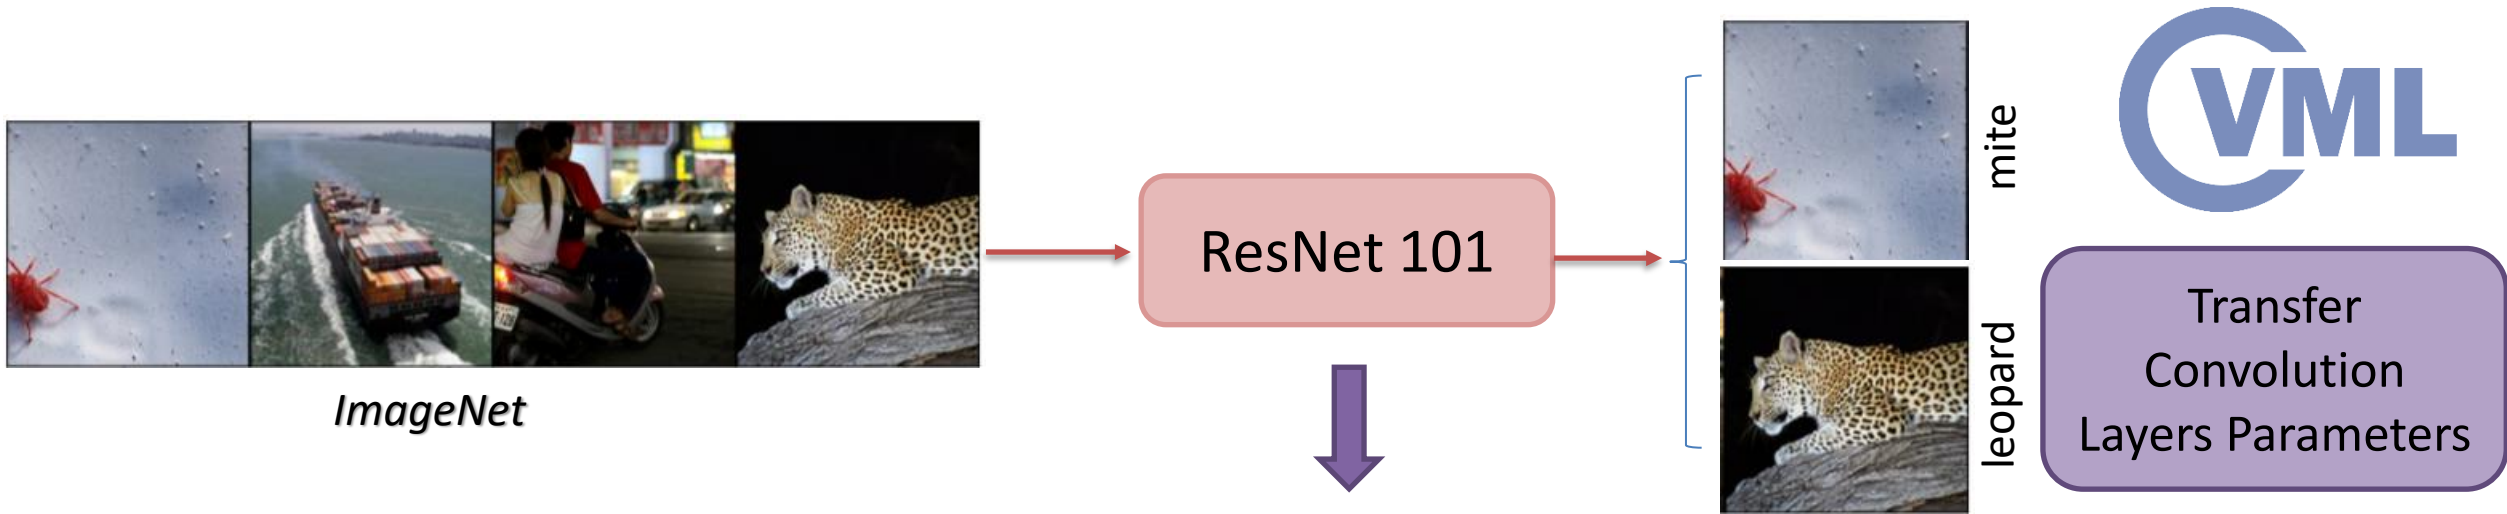 ImageNet
ResNet 101
mite
leopard
CVML
Transfer
Convolution
Layers Parameters